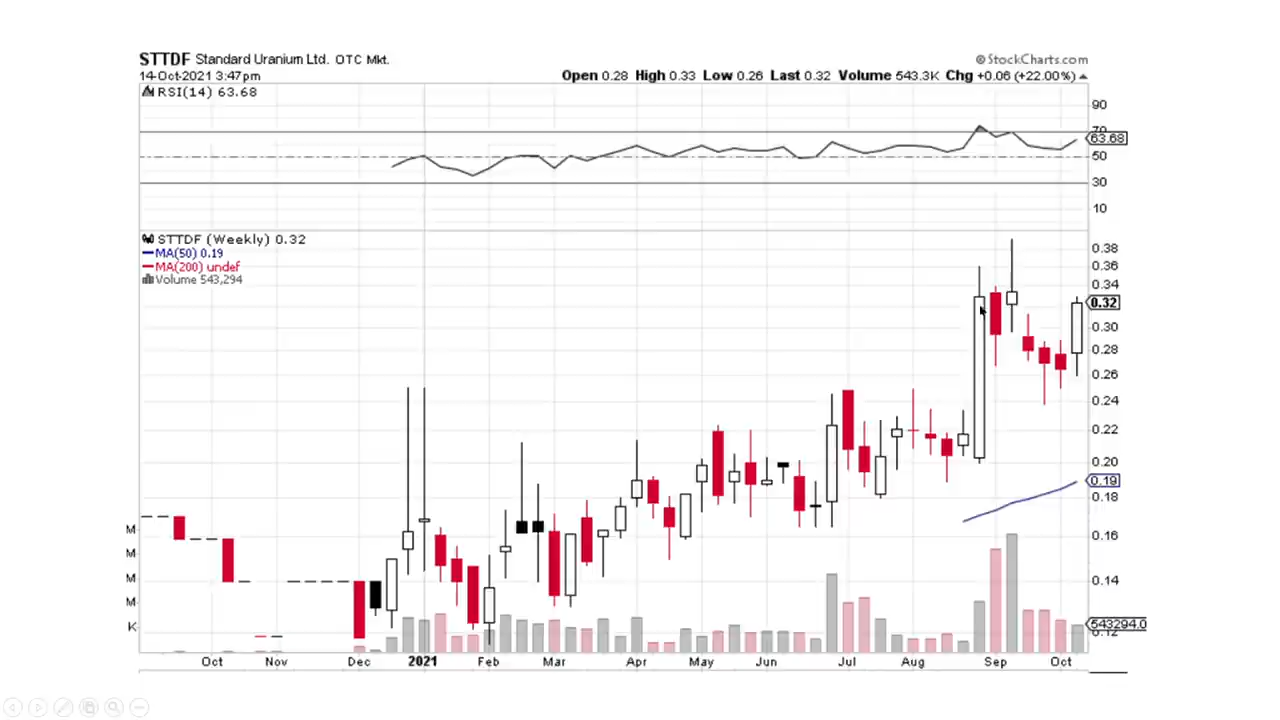 STTDF Standard Uranium Ltd. OTC Mkt. © StockCharts.com
14-Oct-2021 3:47pm Open 0.28 High 0.33 Low 0.26 Last 0.32 Volume 543.3K Chg +0.06 (+22.00%)
RSI(14) 63.68
90
70
63.68
50
30
10
STTDF (Weekly) 0.32
MA(50) 0.19
MA(200) undef
Volume 543,294
0.38
0.36
0.34
0.32
0.30
0.28
0.26
0.24
0.22
0.20
0.19
0.18
M 0.16
M
M 0.14
M
K 543294.0
0.12
Oct Nov Dec 2021 Feb Mar Apr May Jun Jul Aug Sep Oct